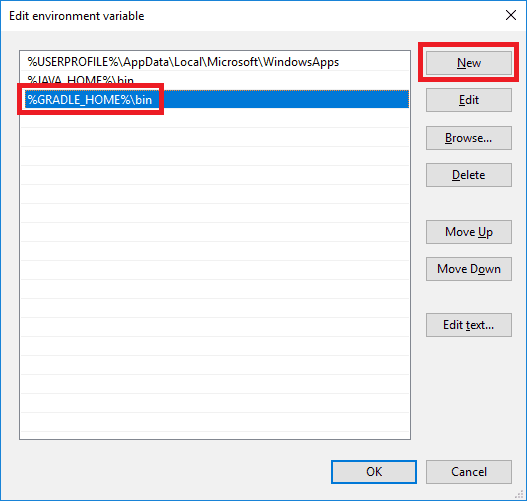 Edit environment variable
%USERPROFILE%\AppData\Local\Microsoft\WindowsApps
%JAVA_HOME%\bin
%GRADLE_HOME%\bin
New
Edit
Browse...
Delete
Move Up
Move Down
Edit text...
OK
Cancel